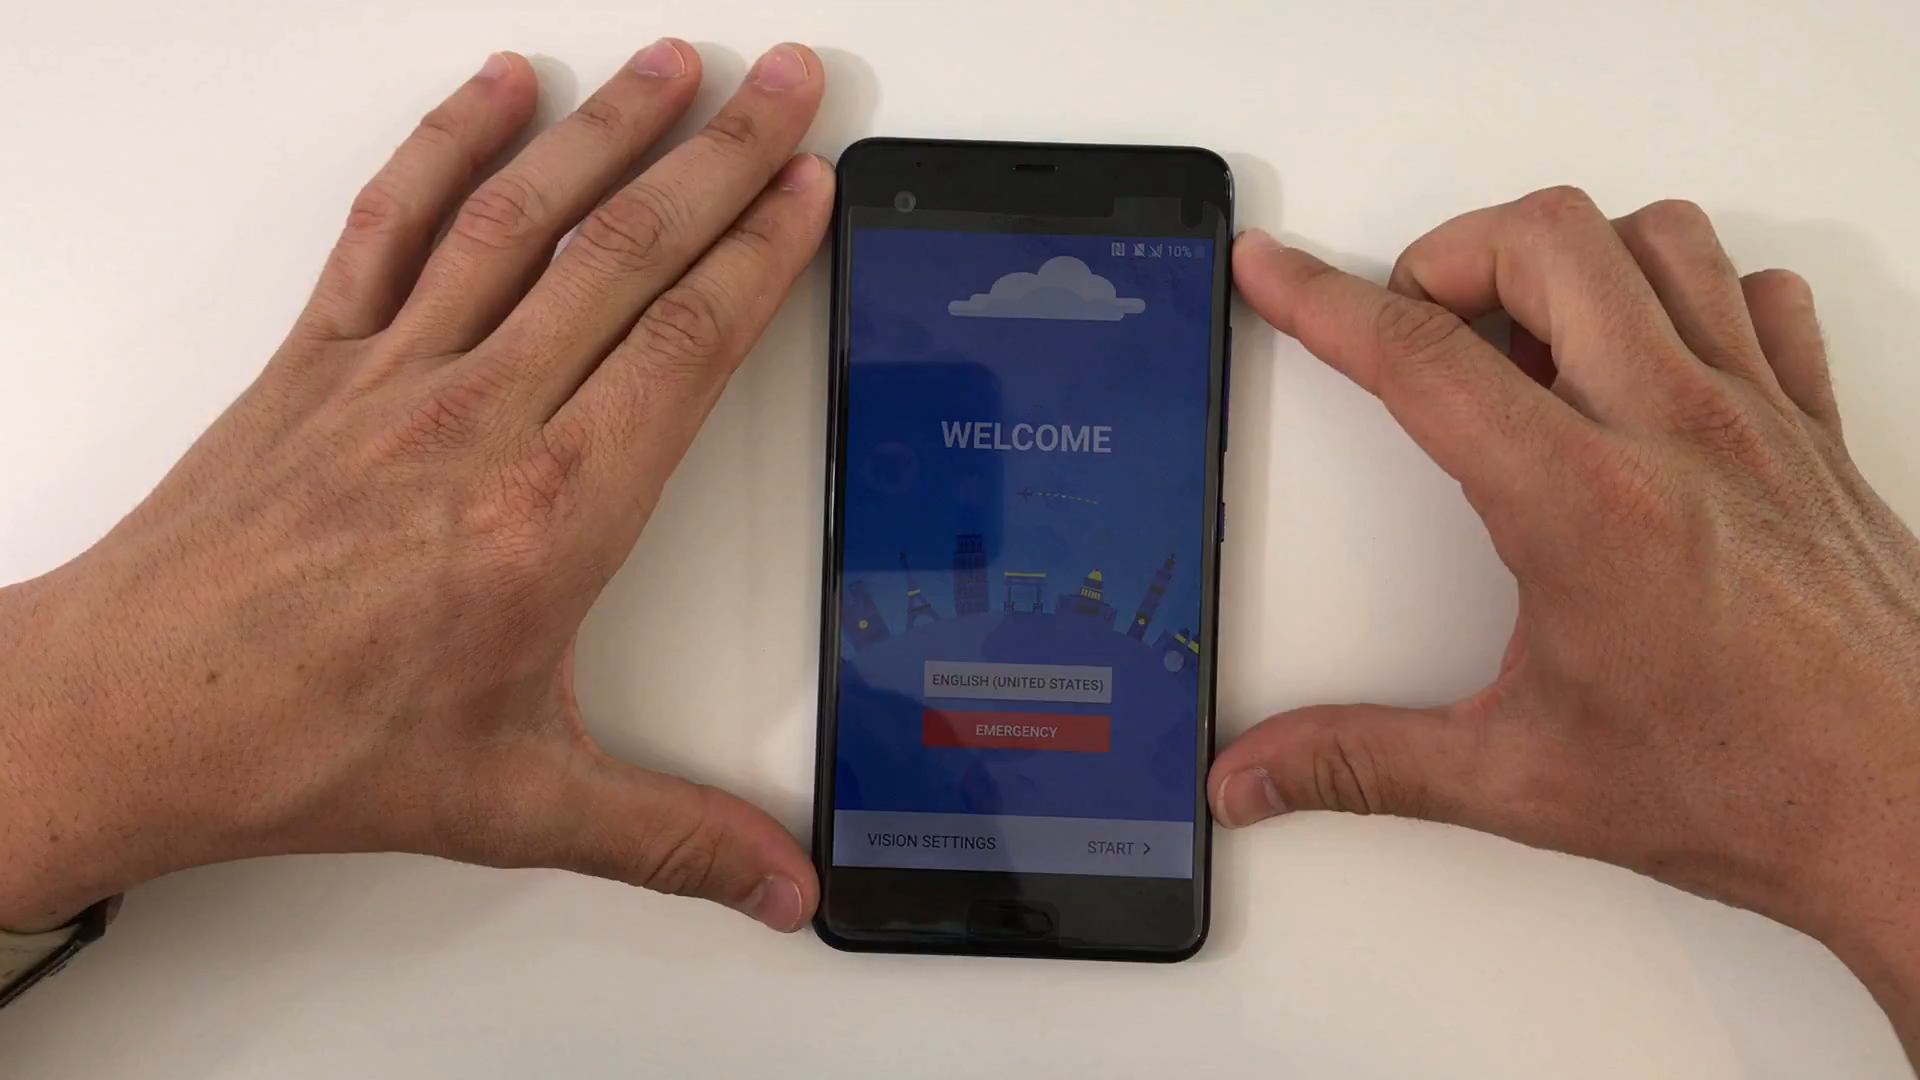 10%
WELCOME
ENGLISH (UNITED STATES)
EMERGENCY
VISION SETTINGS
START